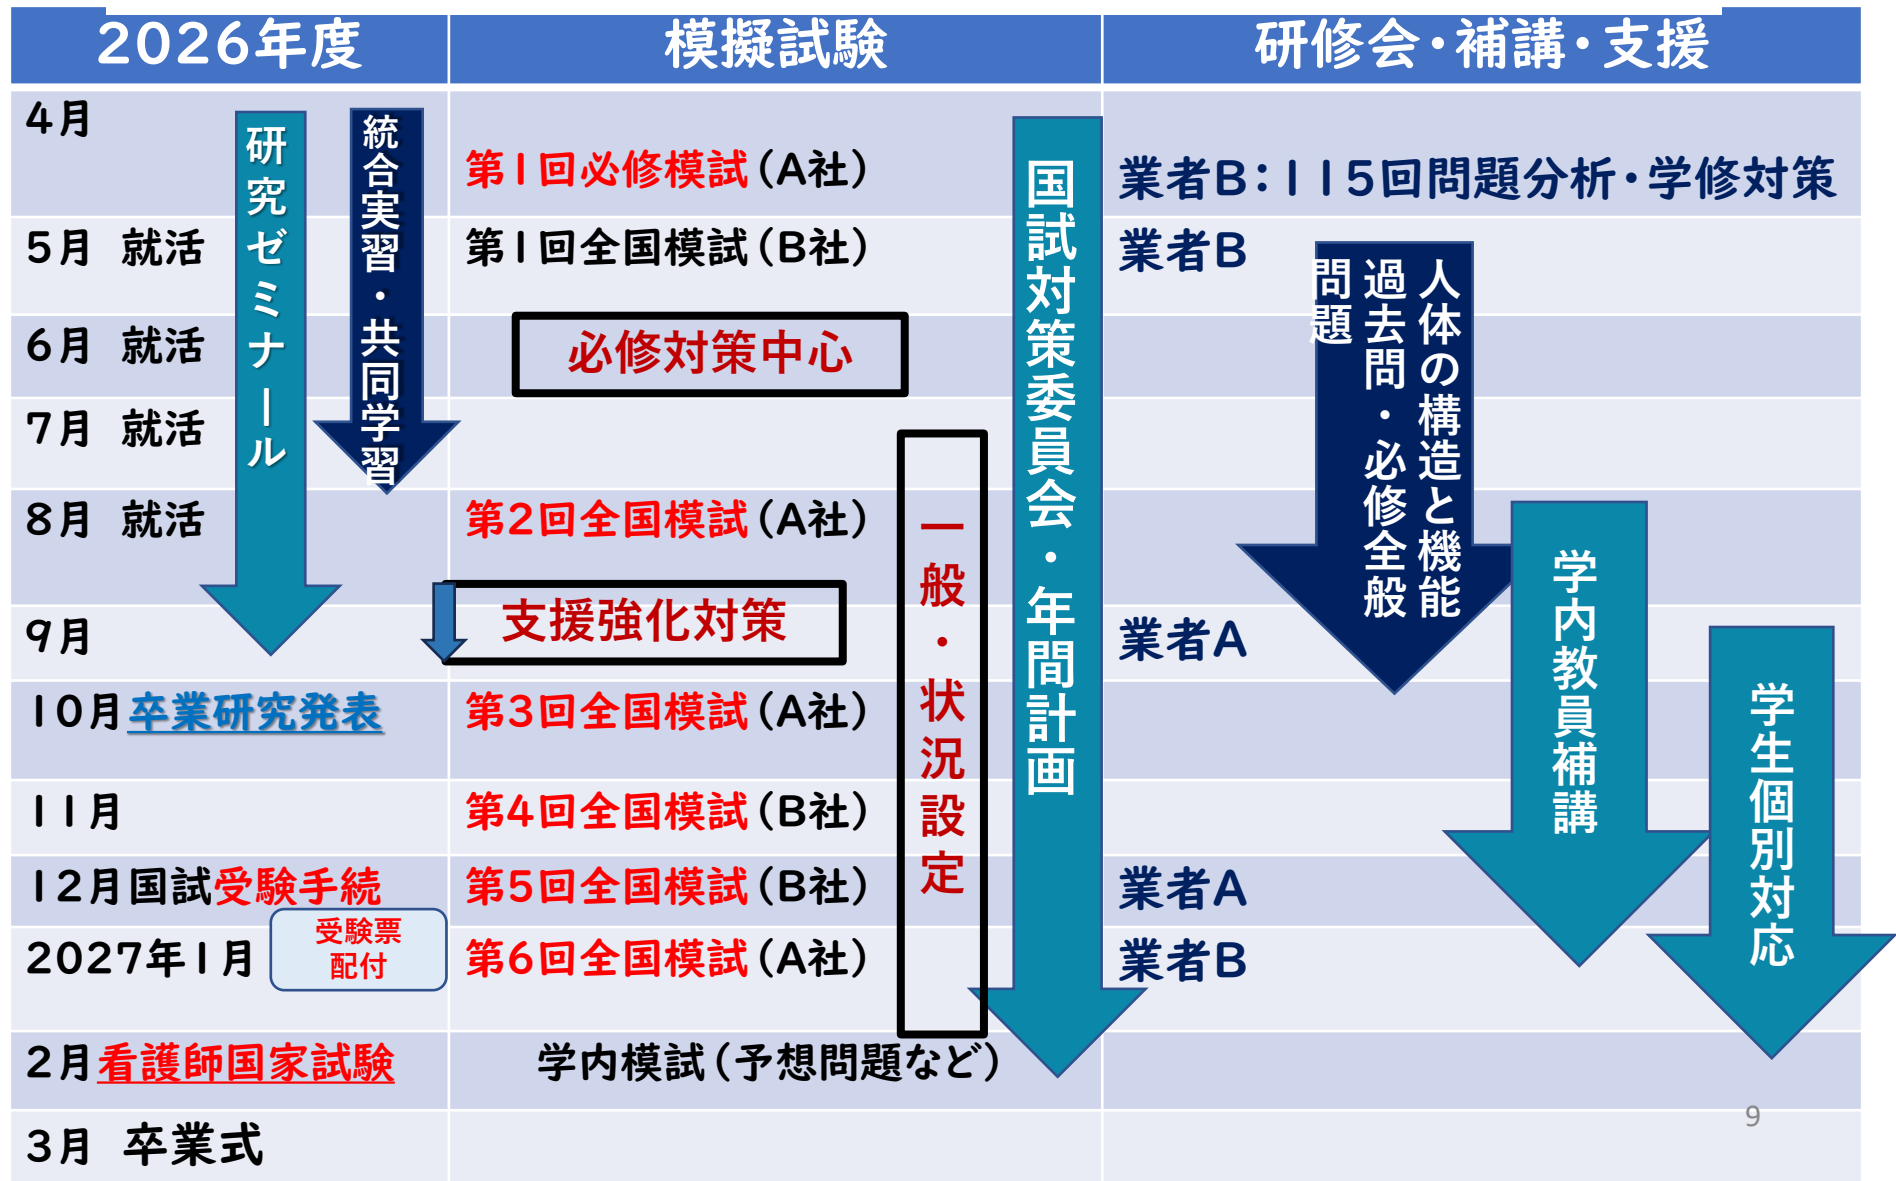 2026年度
模擬試験
研修会・補講・支援
4月
第1回必修模試(A社)
業者B:115回問題分析・学修対策
5月 就活
第1回全国模試(B社)
業者B
6月 就活
必修対策中心
7月 就活
8月 就活
第2回全国模試(A社)
支援強化対策
9月
業者A
10月卒業研究発表
第3回全国模試(A社)
11月
第4回全国模試(B社)
12月国試受験手続
第5回全国模試(B社)
業者A
受験票
配付
2027年1月
第6回全国模試(A社)
業者B
2月看護師国家試験
学内模試(予想問題など)
3月 卒業式
研究ゼミナール
統合実習・共同学習
一般・状況設定
国試対策委員会・年間計画
人体の構造と機能
過去問・必修全般
問題
学内教員補講
学生個別対応
9